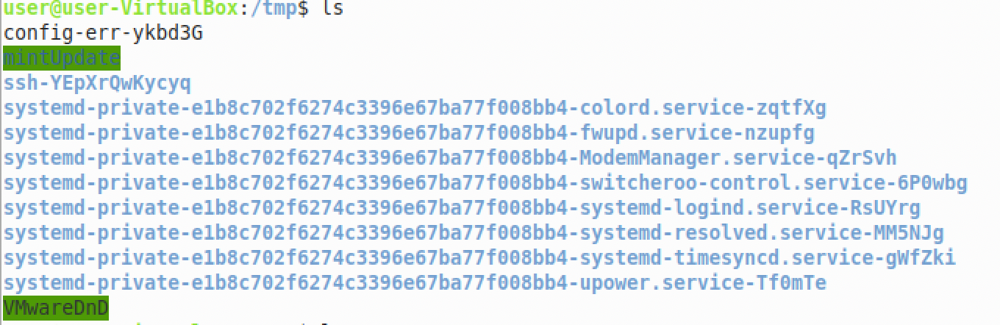 user@user-VirtualBox:/tmp$ ls
config-err-ykbd3G
mintUpdate
ssh-YEpXrQwKycyq
systemd-private-e1b8c702f6274c3396e67ba77f008bb4-colord.service-zqtfXg
systemd-private-e1b8c702f6274c3396e67ba77f008bb4-fwupd.service-nzupfg
systemd-private-e1b8c702f6274c3396e67ba77f008bb4-ModemManager.service-qZrSvh
systemd-private-e1b8c702f6274c3396e67ba77f008bb4-switcheroo-control.service-6P0wbg
systemd-private-e1b8c702f6274c3396e67ba77f008bb4-systemd-logind.service-RsUYrg
systemd-private-e1b8c702f6274c3396e67ba77f008bb4-systemd-resolved.service-MM5NJg
systemd-private-e1b8c702f6274c3396e67ba77f008bb4-systemd-timesyncd.service-gWfZki
systemd-private-e1b8c702f6274c3396e67ba77f008bb4-upower.service-Tf0mTe
VMwareDnD